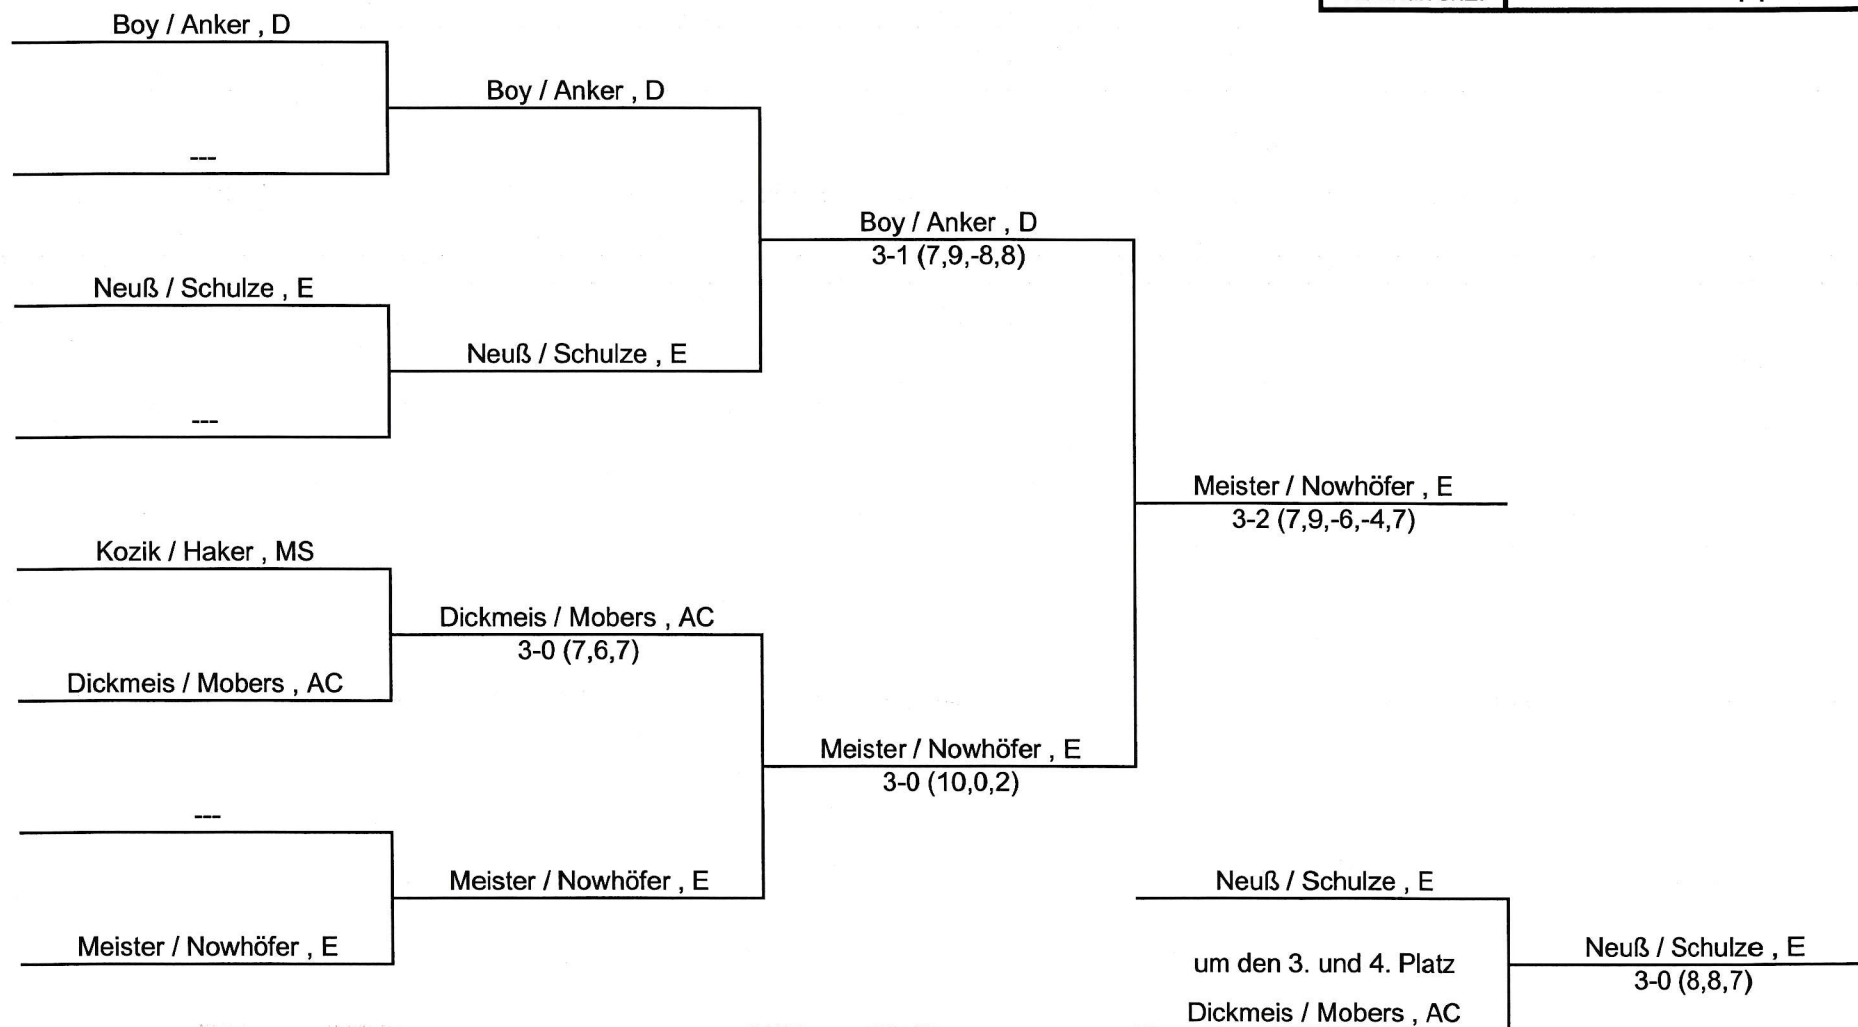 Boy / Anker , D
Boy / Anker , D
---
Boy / Anker , D
3-1 (7,9,-8,8)
Neuß / Schulze , E
Neuß / Schulze , E
---
Meister / Nowhöfer , E
3-2 (7,9,-6,-4,7)
Kozik / Haker , MS
Dickmeis / Mobers , AC
3-0 (7,6,7)
Dickmeis / Mobers , AC
Meister / Nowhöfer , E
3-0 (10,0,2)
---
Meister / Nowhöfer , E
Meister / Nowhöfer , E
Neuß / Schulze , E
um den 3. und 4. Platz
Dickmeis / Mobers , AC
Neuß / Schulze , E
3-0 (8,8,7)